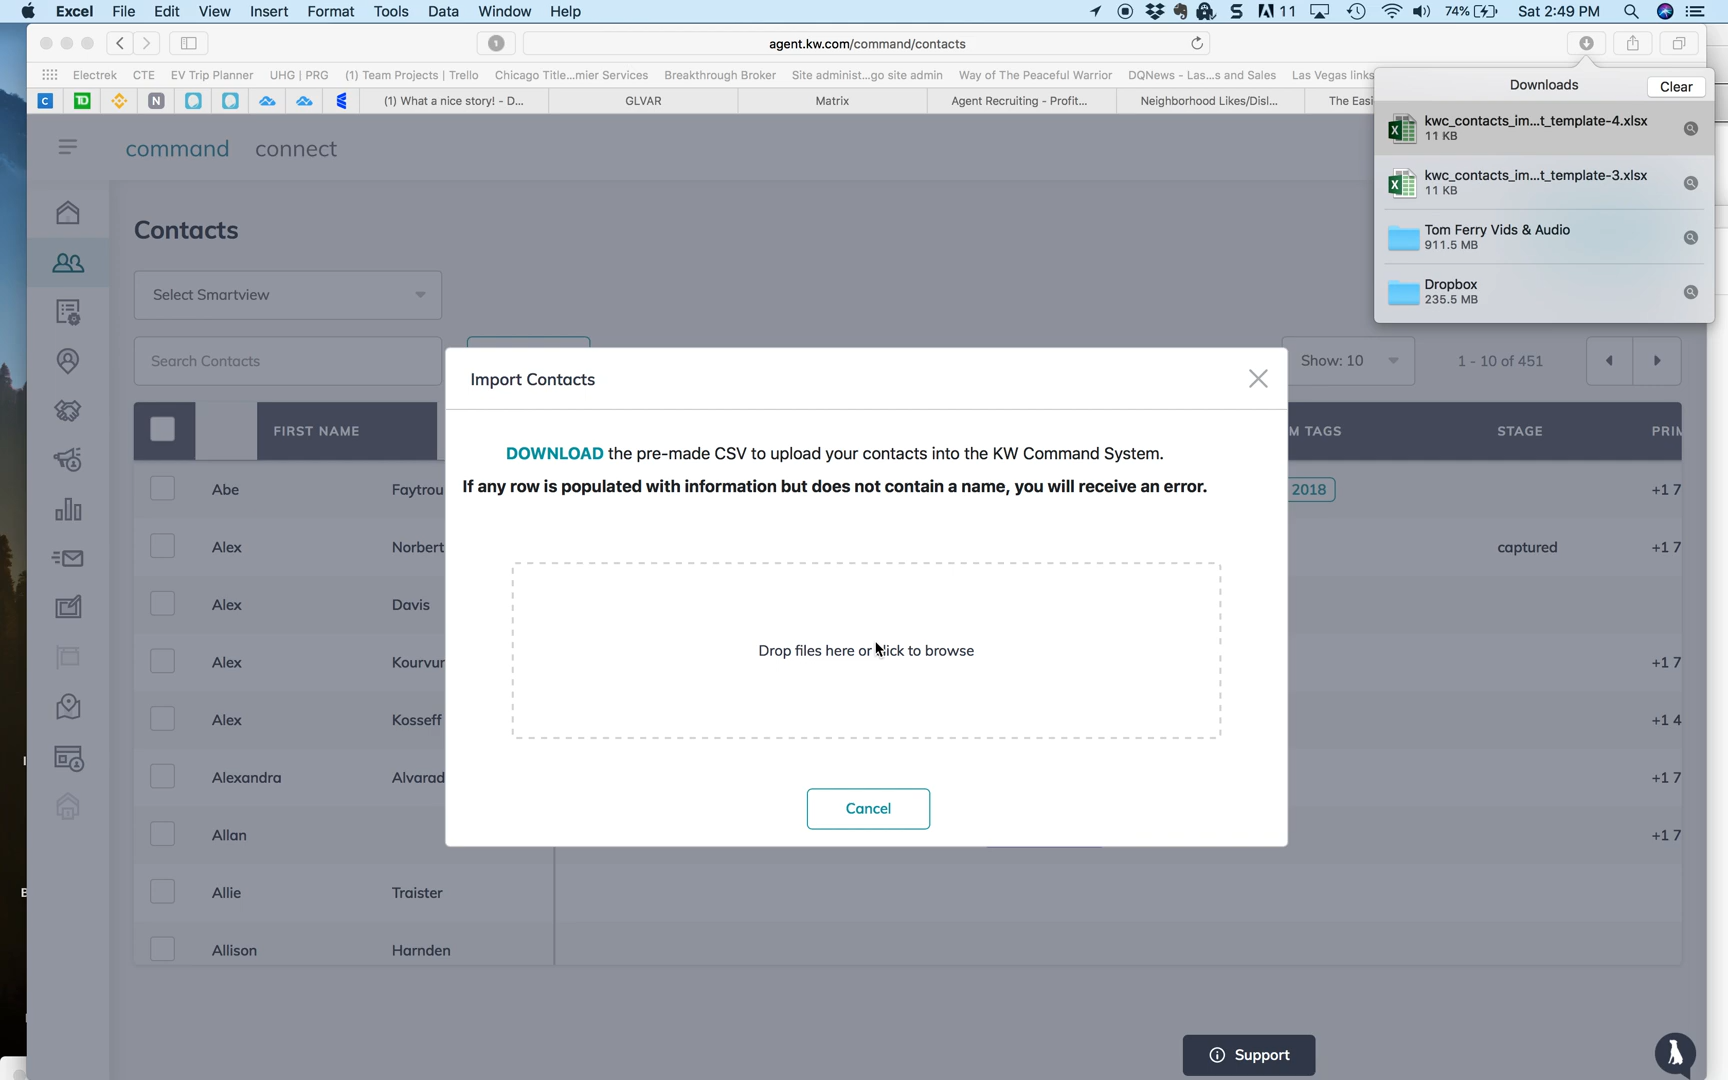 Excel File Edit View Insert Format Tools Data Window Help
11 74% Sat 2:49 PM
agent.kw.com/command/contacts
Electrek CTE EV Trip Planner UHG | PRG (1) Team Projects | Trello Chicago Title...mier Services Breakthrough Broker Site administ...go site admin Way of The Peaceful Warrior DQNews - Las...s and Sales Las Vegas links
(1) What a nice story! - D... GLVAR Matrix Agent Recruiting - Profit... Neighborhood Likes/Disl... The Easi
Downloads Clear
kwc_contacts_im...t_template-4.xlsx
11 KB
kwc_contacts_im...t_template-3.xlsx
11 KB
Tom Ferry Vids & Audio
911.5 MB
Dropbox
235.5 MB
command connect
Contacts
Select Smartview
Search Contacts
Show: 10 1 - 10 of 451
FIRST NAME M TAGS STAGE PRIM
Abe Faytrou 2018 +1 7
Alex Norbert captured +1 7
Alex Davis
Alex Kourvur +1 7
Alex Kosseff +1 4
Alexandra Alvarad +1 7
Allan +1 7
Allie Traister
Allison Harnden
Import Contacts
DOWNLOAD the pre-made CSV to upload your contacts into the KW Command System.
If any row is populated with information but does not contain a name, you will receive an error.
Drop files here or click to browse
Cancel
Support